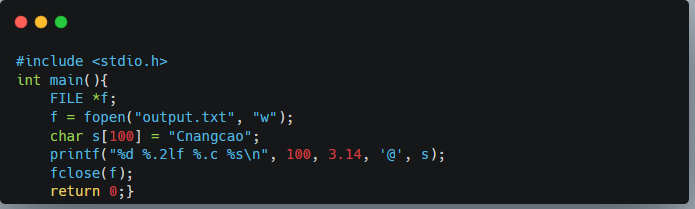 #include <stdio.h>
int main(){
    FILE *f;
    f = fopen("output.txt", "w");
    char s[100] = "Cnangcao";
    printf("%d %.2lf %.c %s\n", 100, 3.14, '@', s);
    fclose(f);
    return 0;}